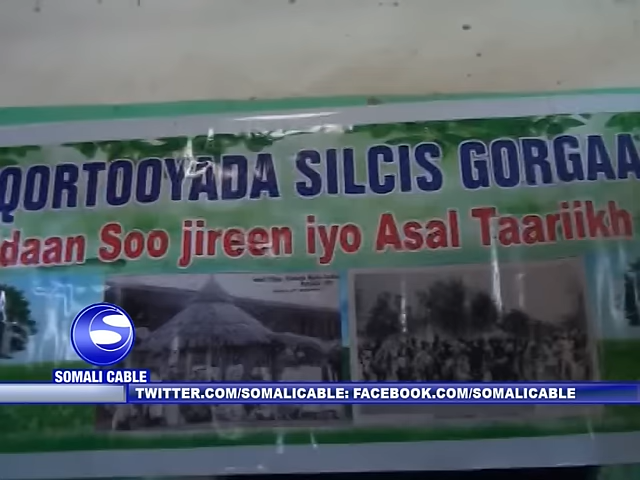 QORTOOYADA SILCIS GORGAA
daan Soo jireen iyo Asal Taariikh
SOMALI CABLE
TWITTER.COM/SOMALICABLE: FACEBOOK.COM/SOMALICABLE